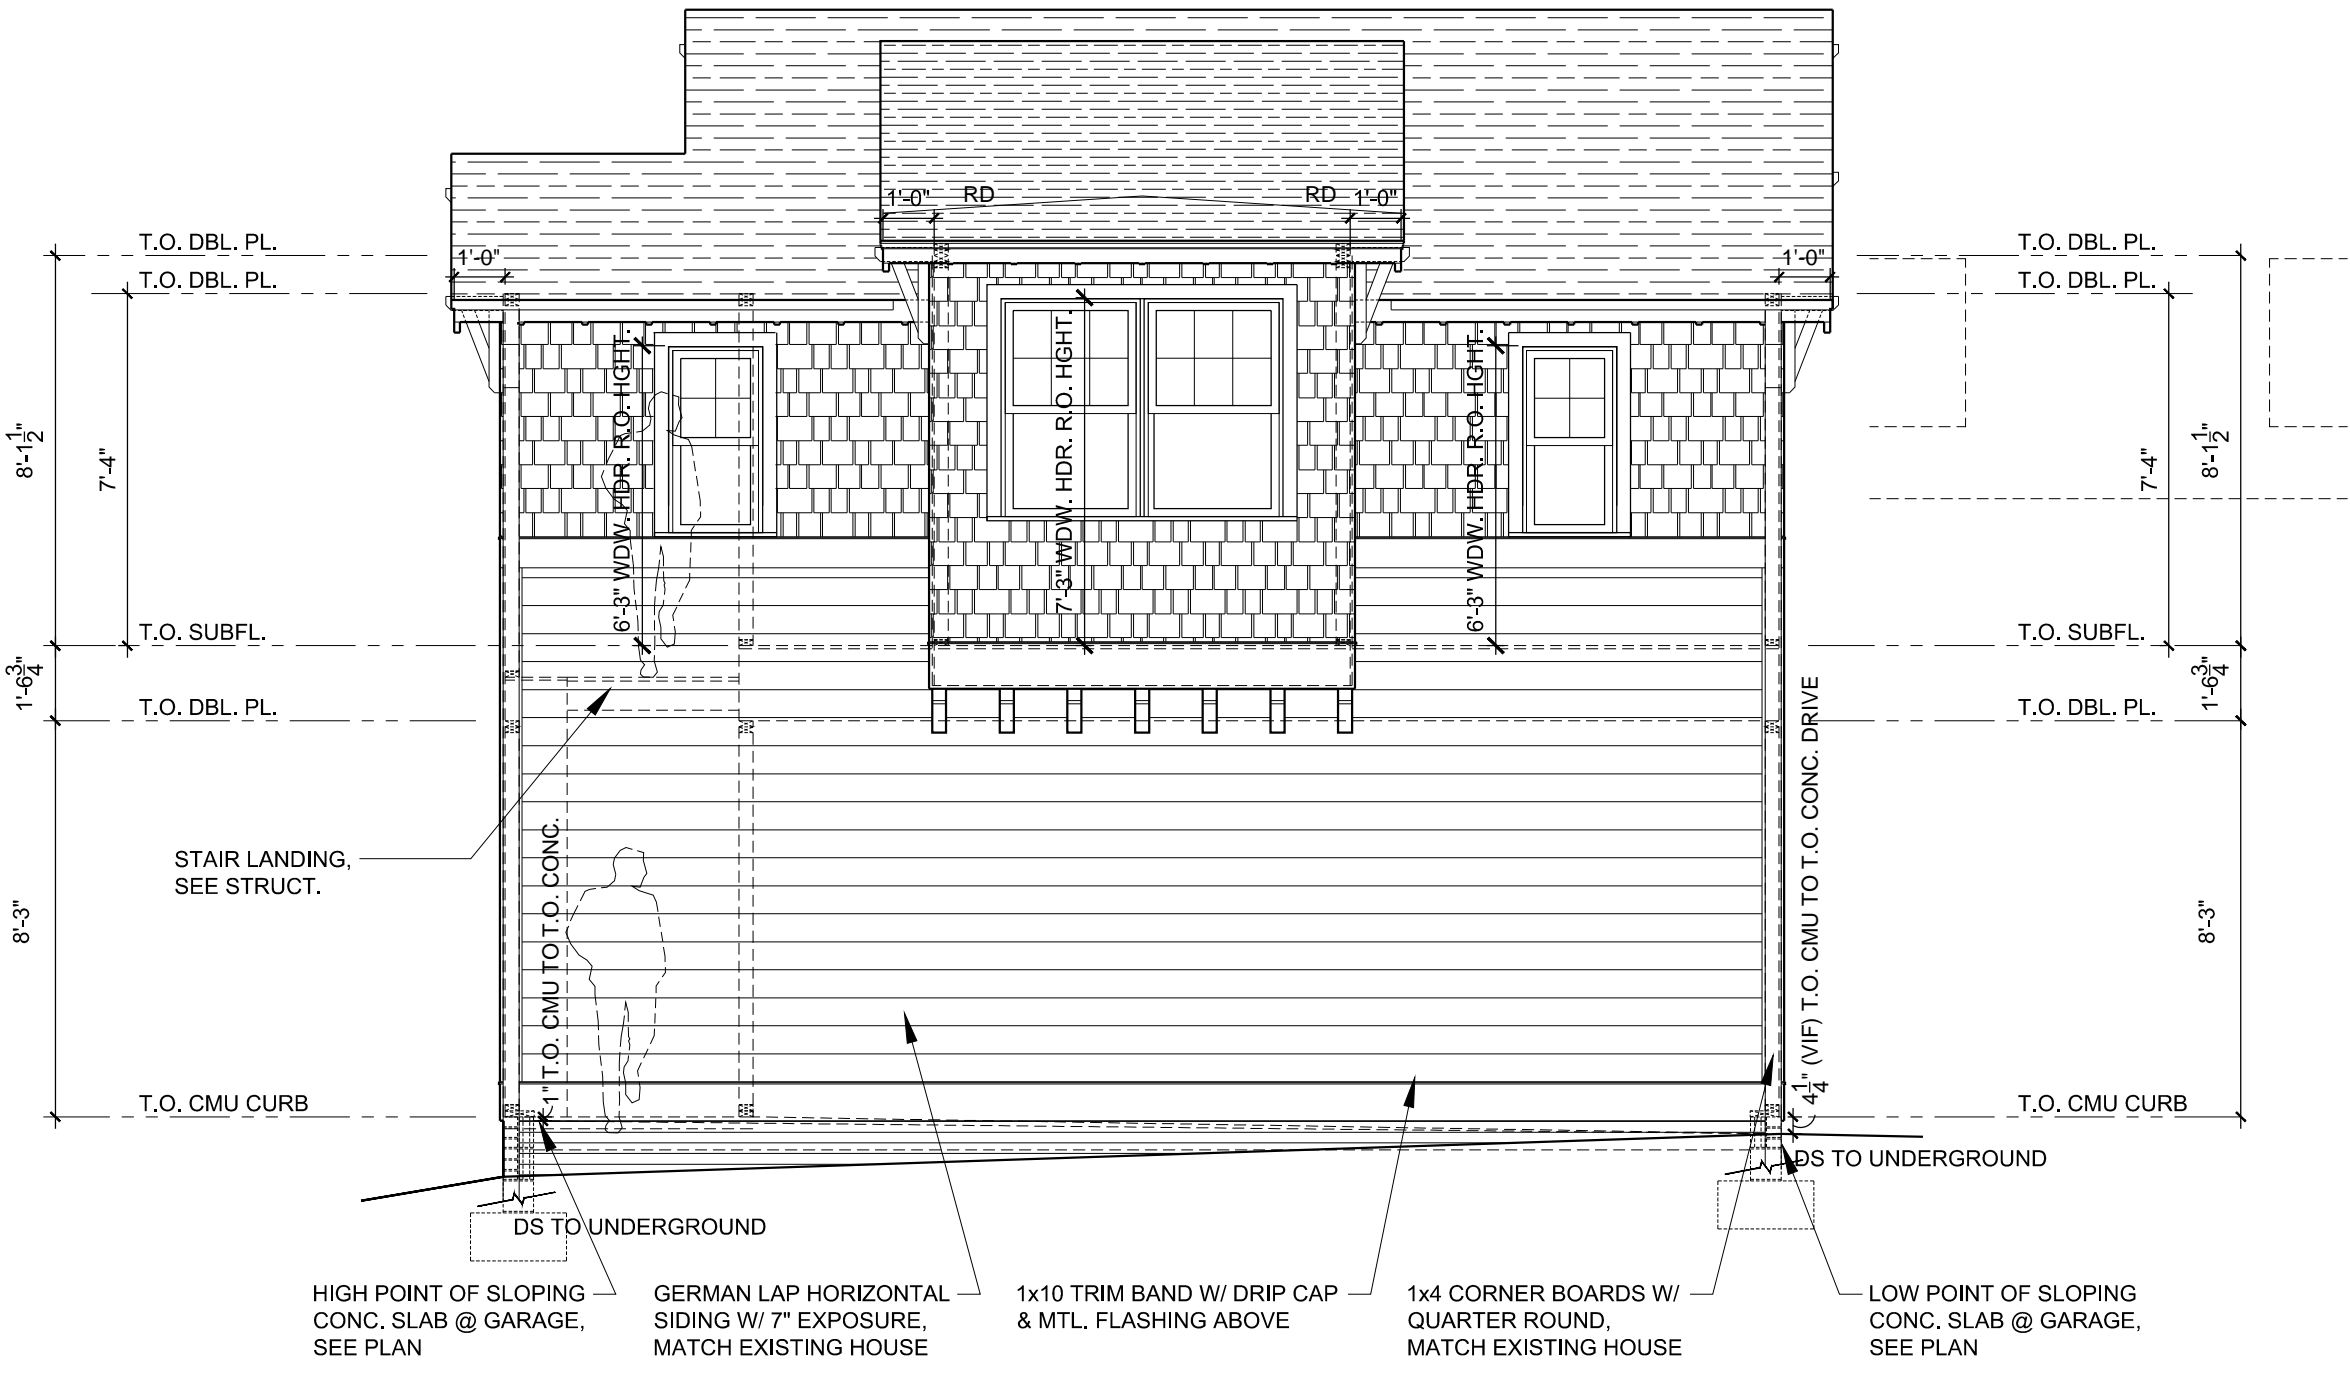 1'-0" RD RD 1'-0"
T.O. DBL. PL. 1'-0" 1'-0" T.O. DBL. PL.
T.O. DBL. PL. T.O. DBL. PL.
8'-1 1/2"
7'-4"
6'-3" WDW. HDR. R.O. HGHT.
7'-3" WDW. HDR. R.O. HGHT.
6'-3" WDW. HDR. R.O. HGHT.
7'-4"
8'-1 1/2"
T.O. SUBFL. T.O. SUBFL.
1'-6 3/4"
1'-6 3/4"
T.O. DBL. PL. T.O. DBL. PL.
STAIR LANDING,
SEE STRUCT.
8'-3"
1" T.O. CMU TO T.O. CONC.
4 1/4" (VIF) T.O. CMU TO T.O. CONC. DRIVE
8'-3"
T.O. CMU CURB T.O. CMU CURB
DS TO UNDERGROUND
DS TO UNDERGROUND
HIGH POINT OF SLOPING
CONC. SLAB @ GARAGE,
SEE PLAN
GERMAN LAP HORIZONTAL
SIDING W/ 7" EXPOSURE,
MATCH EXISTING HOUSE
1x10 TRIM BAND W/ DRIP CAP
& MTL. FLASHING ABOVE
1x4 CORNER BOARDS W/
QUARTER ROUND,
MATCH EXISTING HOUSE
LOW POINT OF SLOPING
CONC. SLAB @ GARAGE,
SEE PLAN